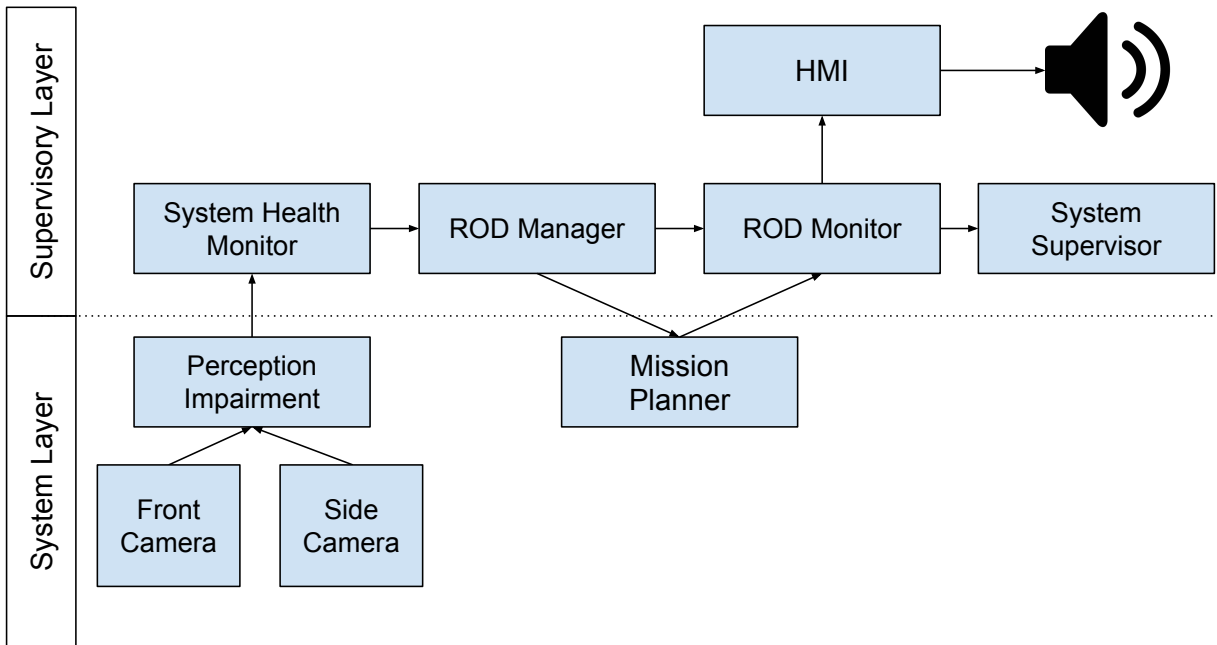 Supervisory Layer
HMI
System Health
Monitor
ROD Manager
ROD Monitor
System
Supervisor
System Layer
Perception
Impairment
Mission
Planner
Front
Camera
Side
Camera